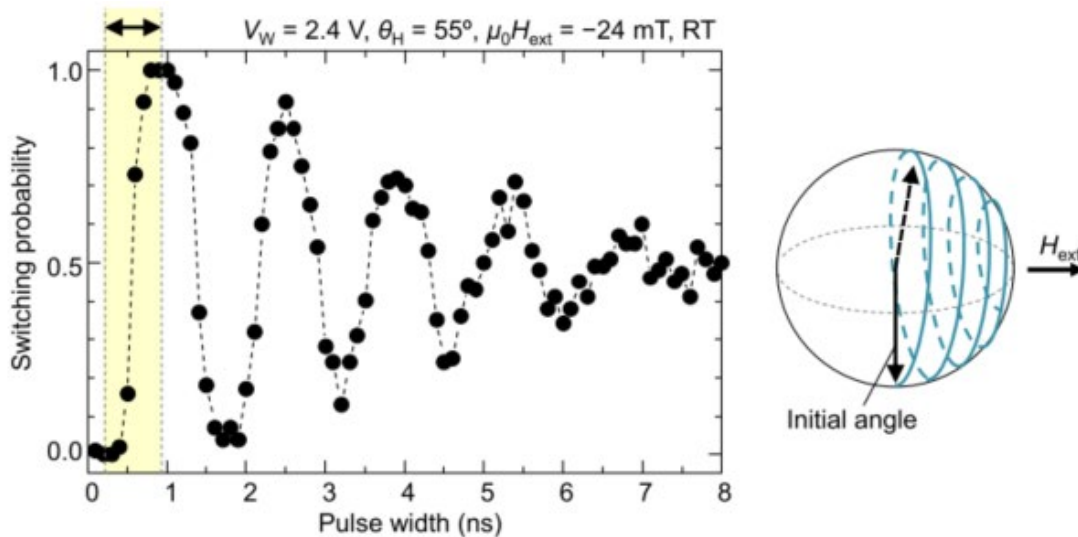 V_W = 2.4 V, θ_H = 55º, μ₀H_ext = −24 mT, RT
Switching probability
1.0
0.5
0.0
0 1 2 3 4 5 6 7 8
Pulse width (ns)
H_ext
Initial angle